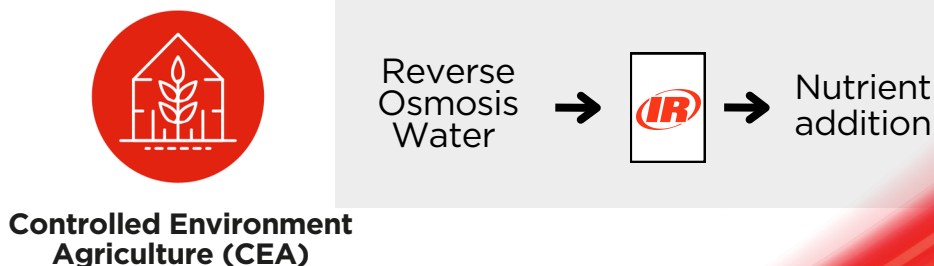 Reverse
Osmosis
Water
IR
Nutrient
addition
Controlled Environment
Agriculture (CEA)